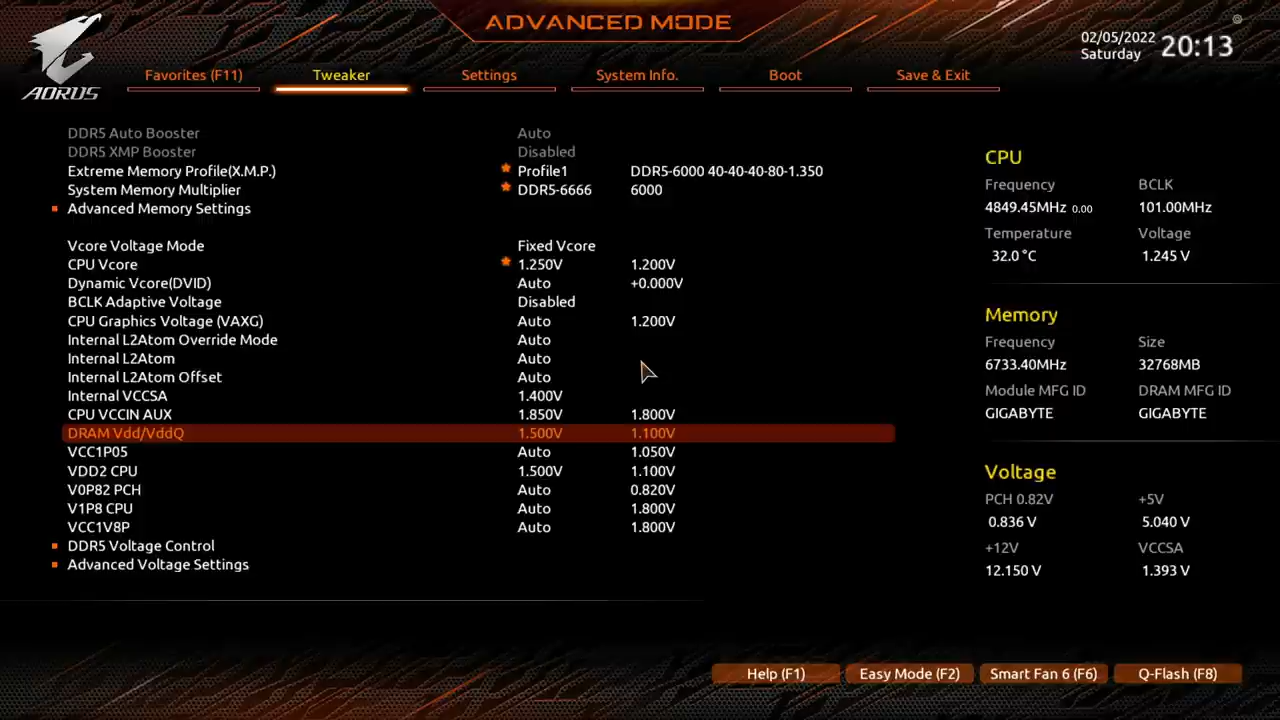 ADVANCED MODE
AORUS
02/05/2022
Saturday
20:13
Favorites (F11) Tweaker Settings System Info. Boot Save & Exit
DDR5 Auto Booster Auto
DDR5 XMP Booster Disabled
Extreme Memory Profile(X.M.P.) Profile1 DDR5-6000 40-40-40-80-1.350
System Memory Multiplier DDR5-6666 6000
Advanced Memory Settings
Vcore Voltage Mode Fixed Vcore
CPU Vcore 1.250V 1.200V
Dynamic Vcore(DVID) Auto +0.000V
BCLK Adaptive Voltage Disabled
CPU Graphics Voltage (VAXG) Auto 1.200V
Internal L2Atom Override Mode Auto
Internal L2Atom Auto
Internal L2Atom Offset Auto
Internal VCCSA 1.400V
CPU VCCIN AUX 1.850V 1.800V
DRAM Vdd/VddQ 1.500V 1.100V
VCC1P05 Auto 1.050V
VDD2 CPU 1.500V 1.100V
V0P82 PCH Auto 0.820V
V1P8 CPU Auto 1.800V
VCC1V8P Auto 1.800V
DDR5 Voltage Control
Advanced Voltage Settings
CPU
Frequency BCLK
4849.45MHz 0.00 101.00MHz
Temperature Voltage
32.0 °C 1.245 V
Memory
Frequency Size
6733.40MHz 32768MB
Module MFG ID DRAM MFG ID
GIGABYTE GIGABYTE
Voltage
PCH 0.82V +5V
0.836 V 5.040 V
+12V VCCSA
12.150 V 1.393 V
Help (F1) Easy Mode (F2) Smart Fan 6 (F6) Q-Flash (F8)